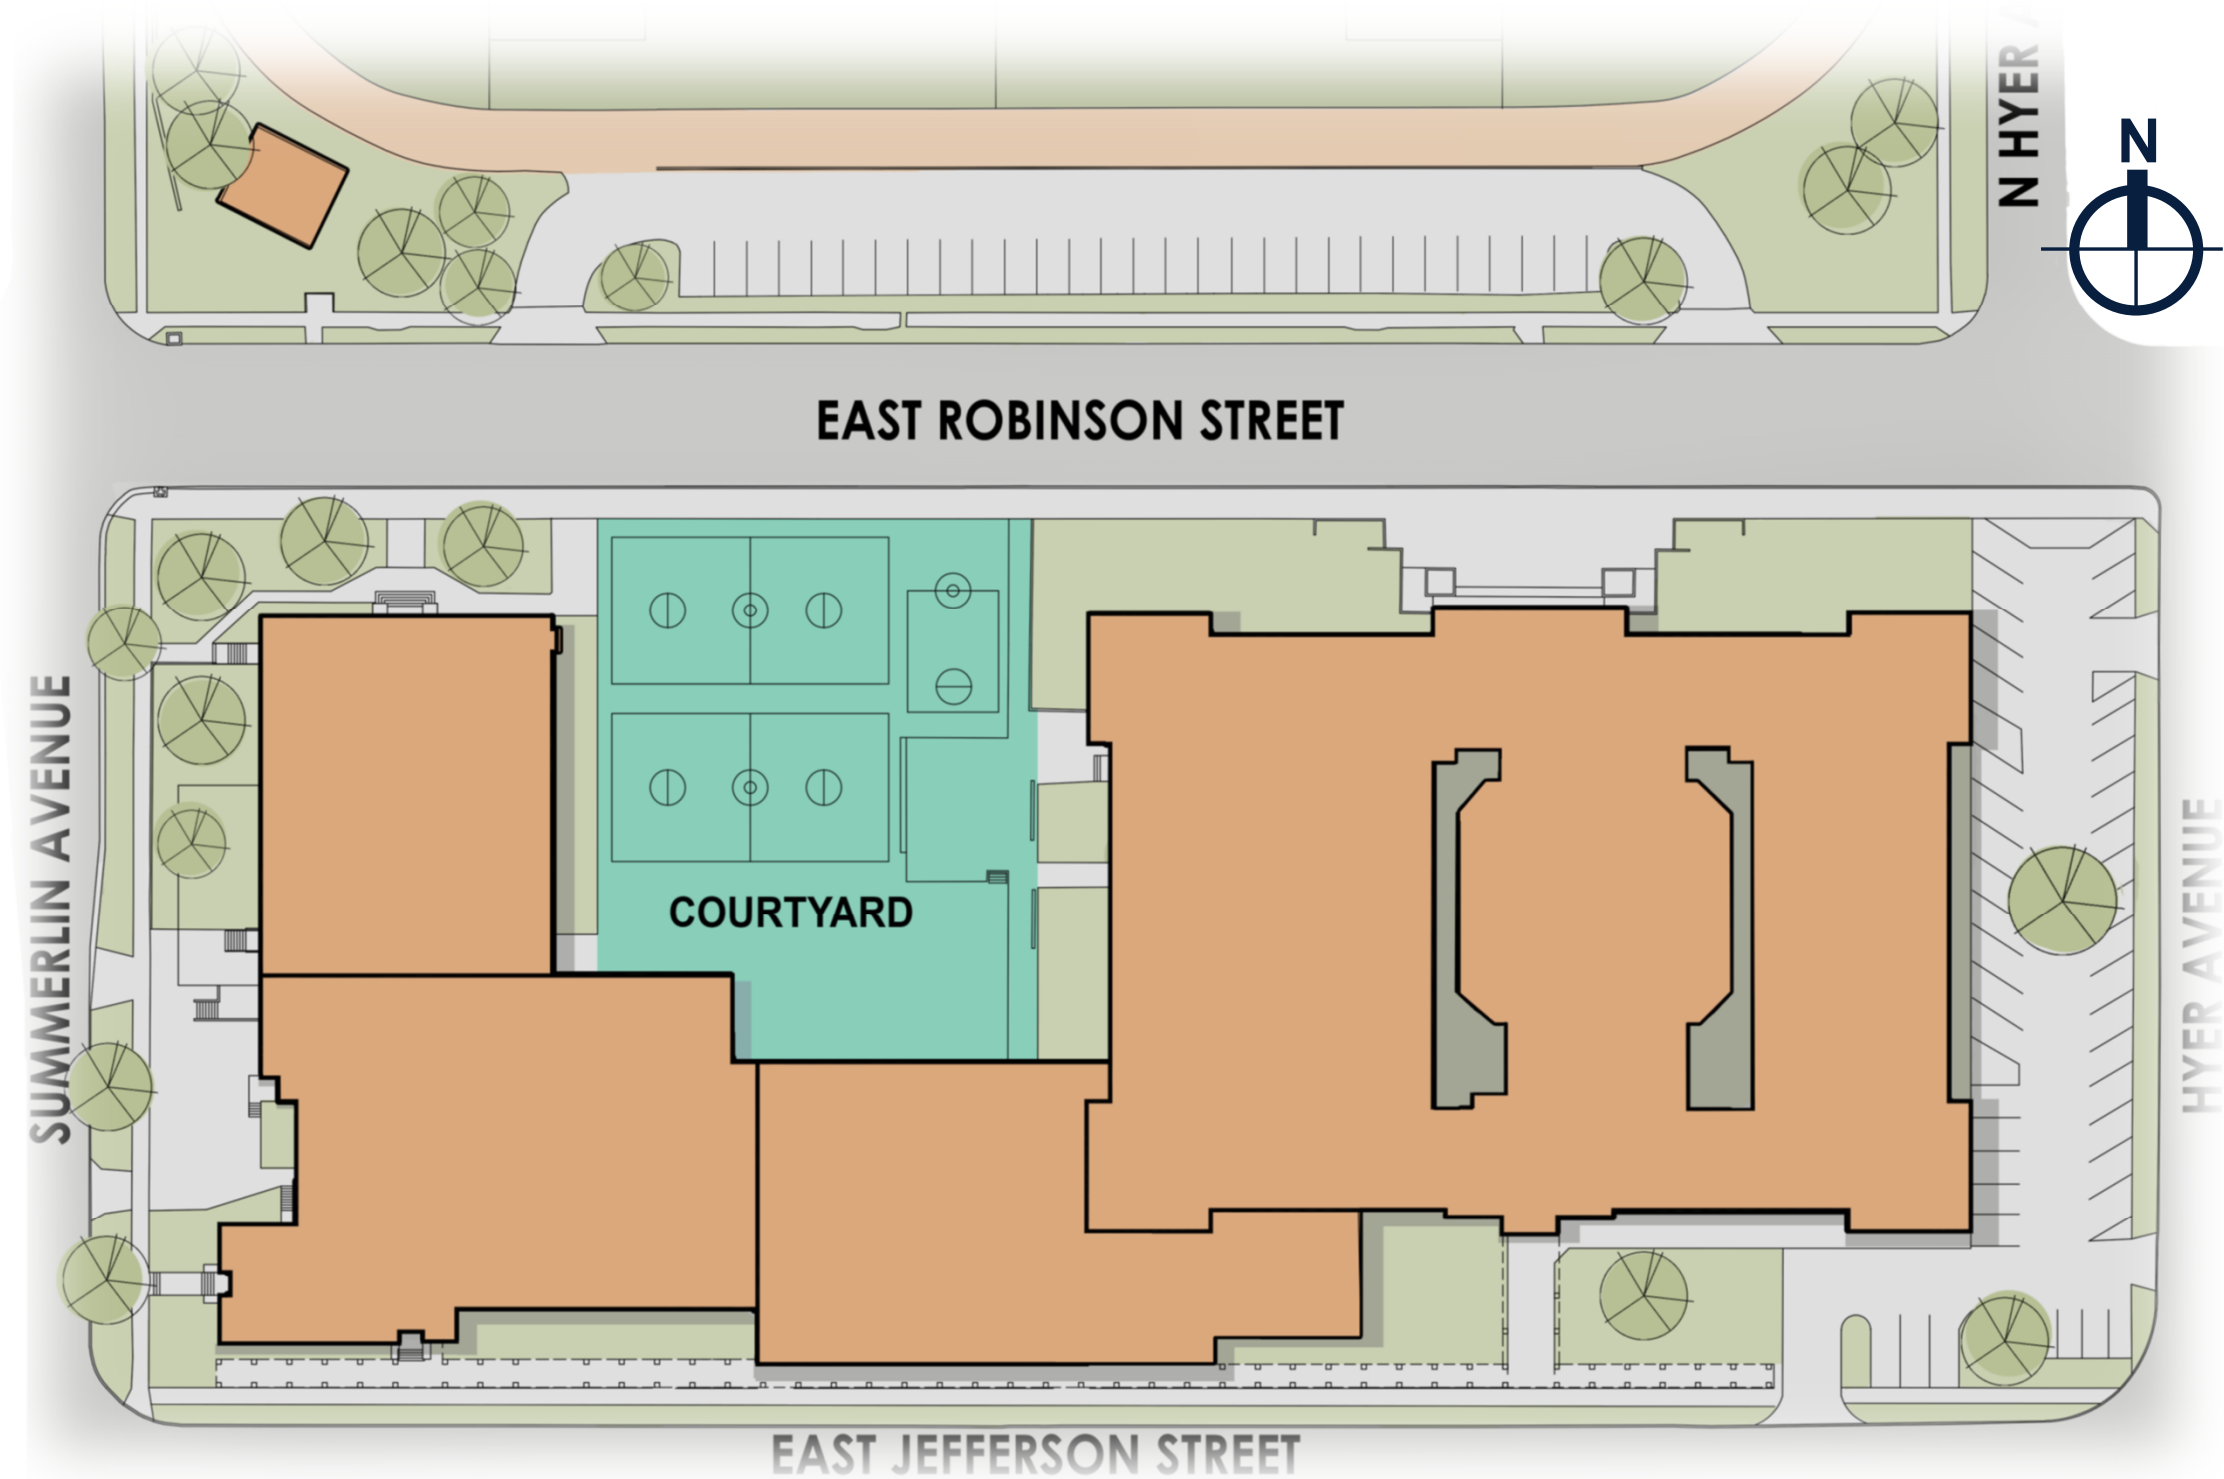 N HYER A
N
EAST ROBINSON STREET
SUMMERLIN AVENUE
COURTYARD
HYER AVENUE
EAST JEFFERSON STREET